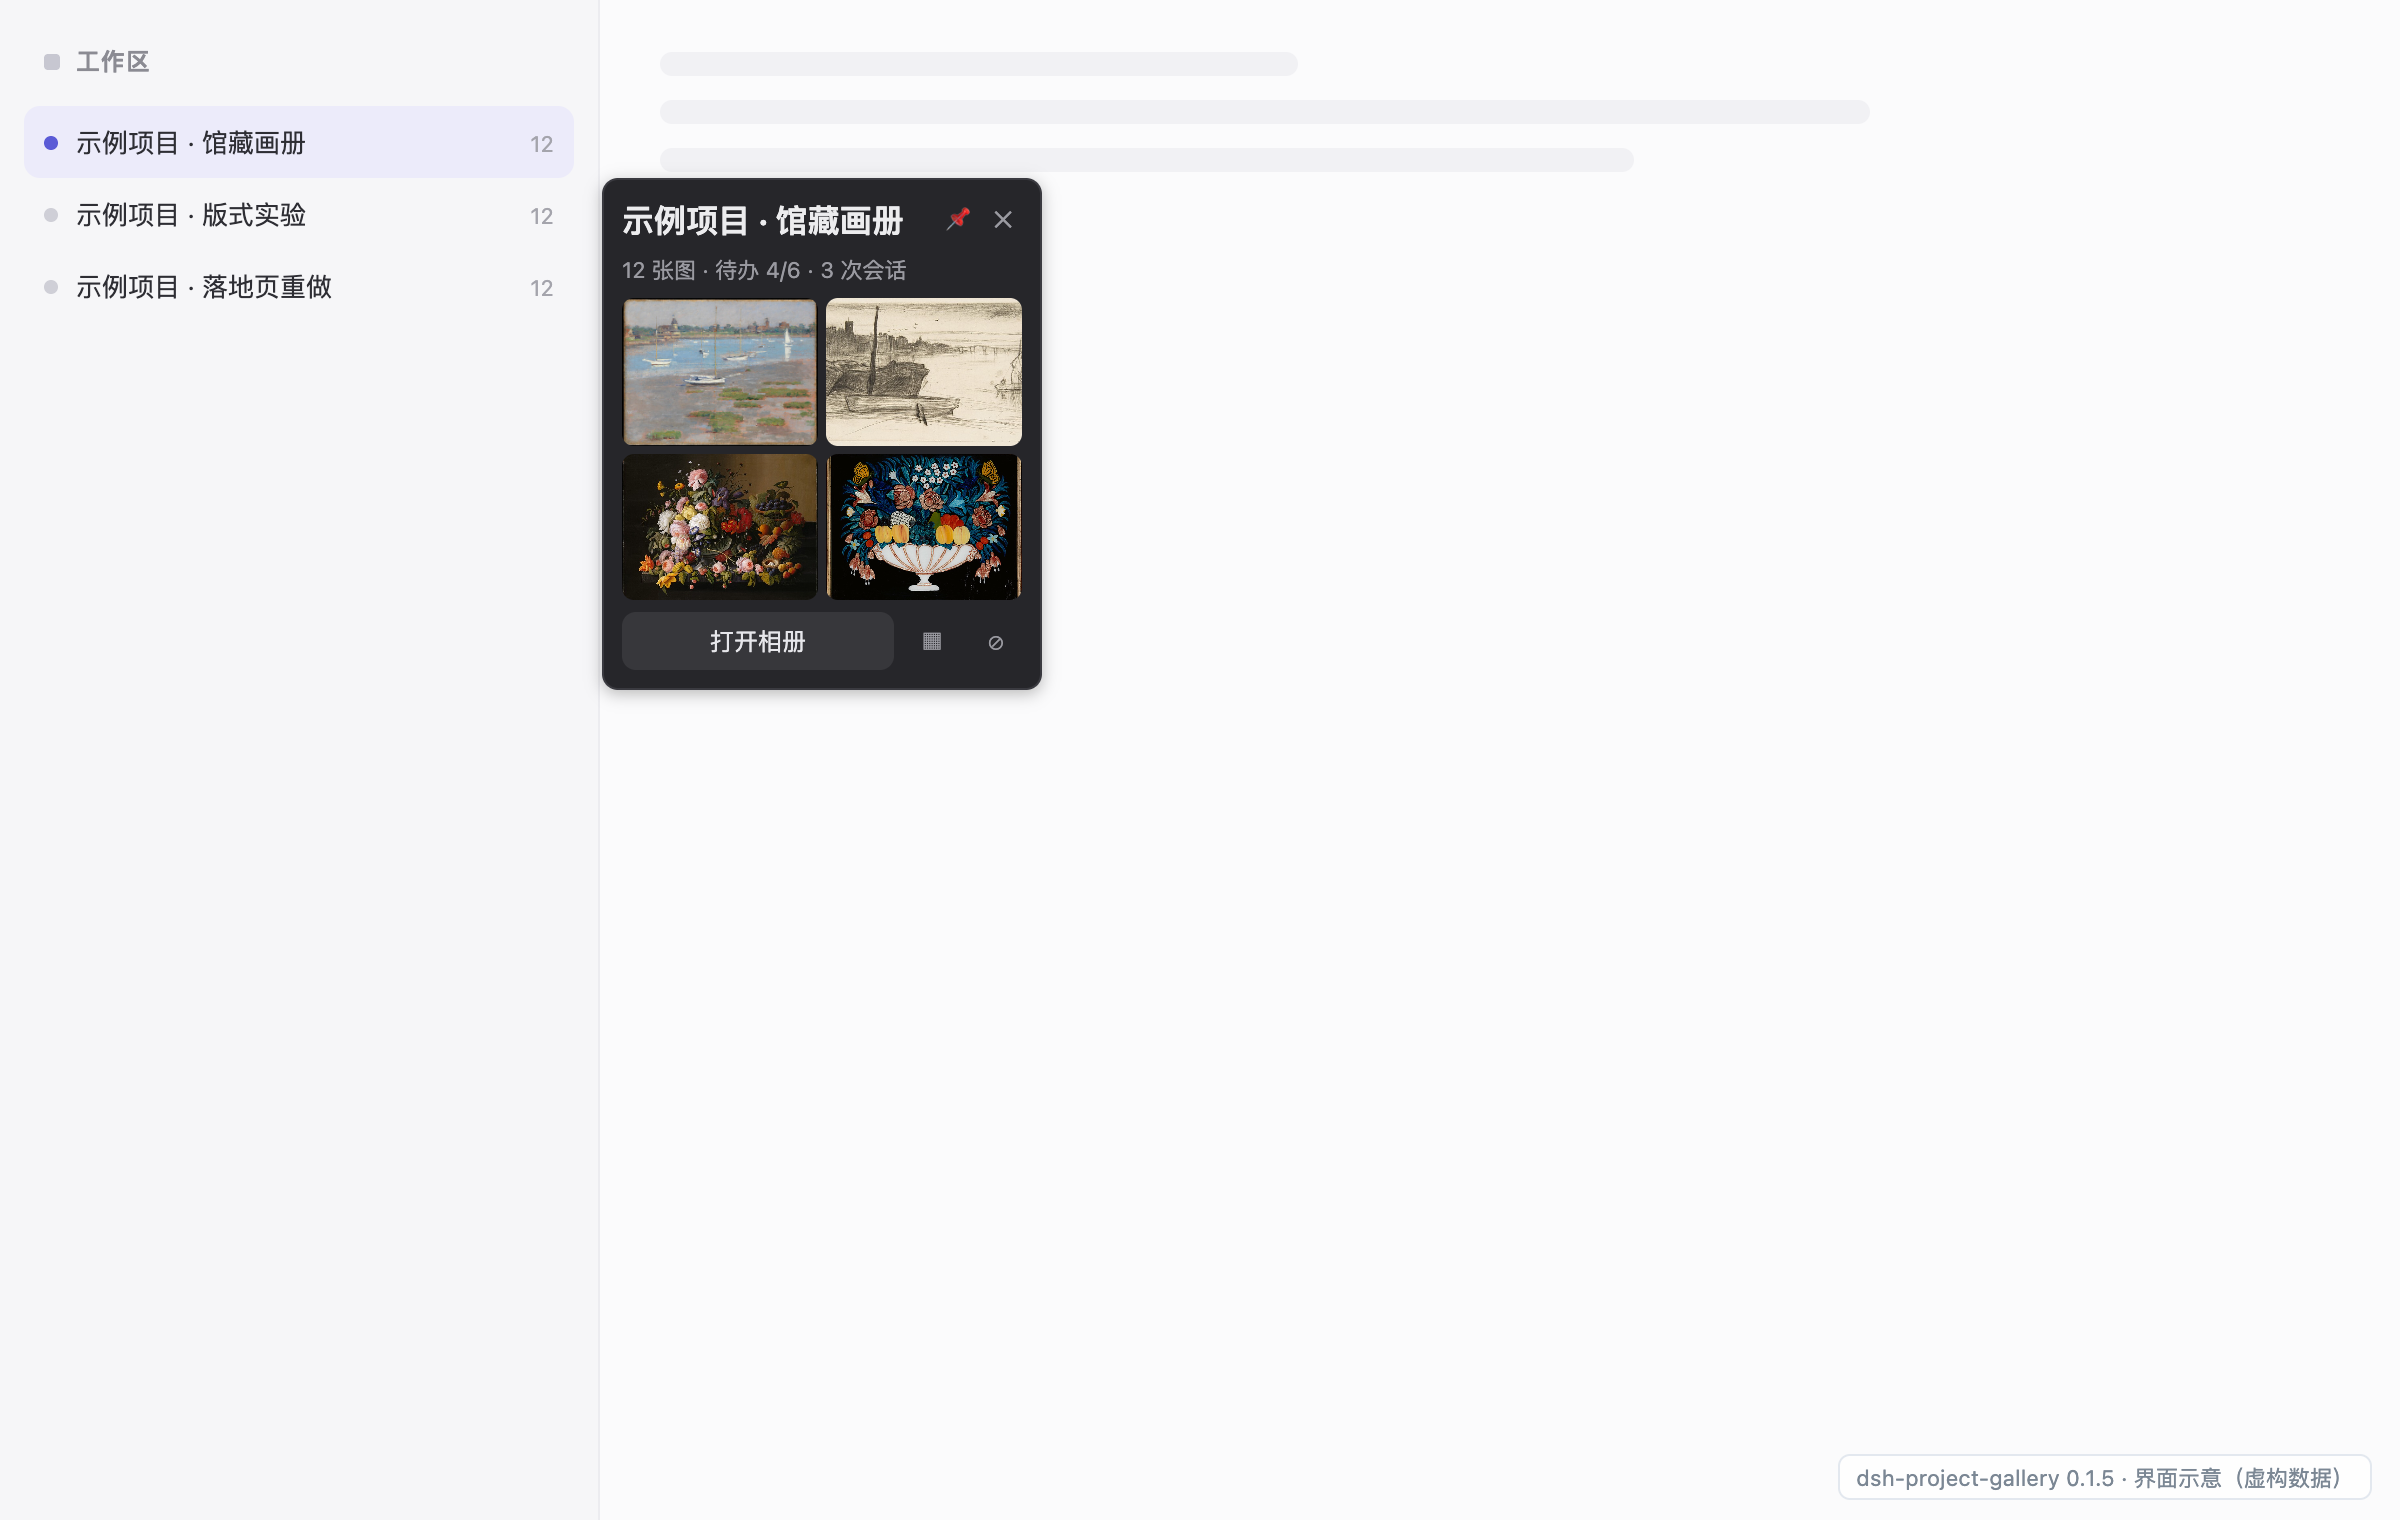 工作区
示例项目 · 馆藏画册 12
示例项目 · 版式实验 12
示例项目 · 落地页重做 12
示例项目 · 馆藏画册
12 张图 · 待办 4/6 · 3 次会话
打开相册
dsh-project-gallery 0.1.5 · 界面示意（虚构数据）